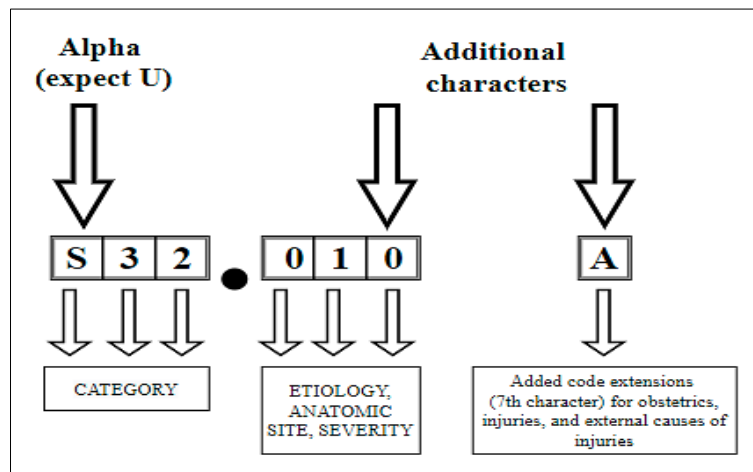 Alpha
(expect U)
Additional
characters
S 3 2 . 0 1 0 A
CATEGORY
ETIOLOGY,
ANATOMIC
SITE, SEVERITY
Added code extensions
(7th character) for obstetrics,
injuries, and external causes of
injuries